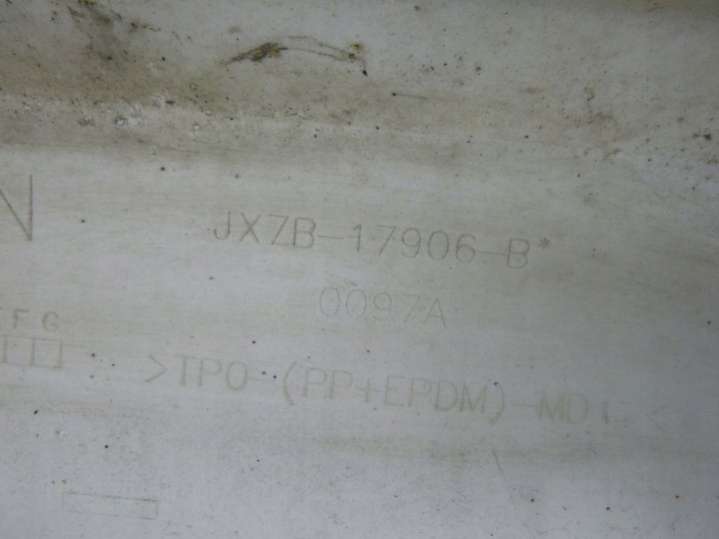 N JXZB-17906-B*
0097A
F G
>TPO-(PP+EPDM)-MD